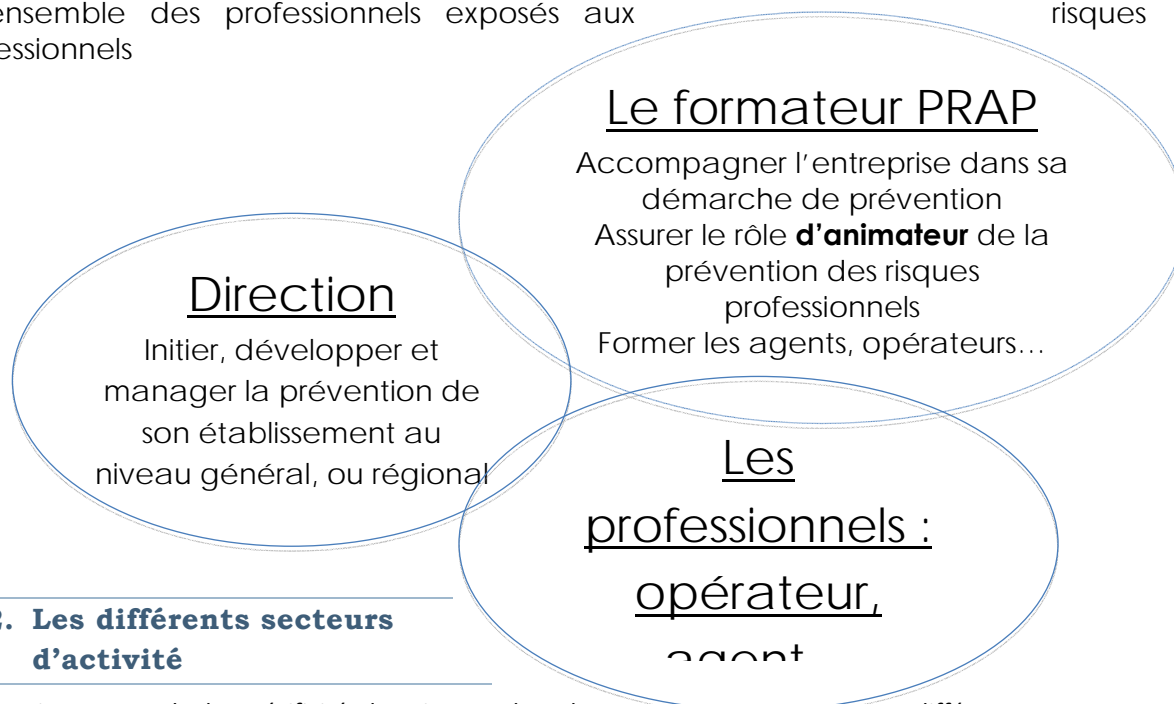 ensemble des professionnels exposés aux risques
essionnels
Le formateur PRAP
Accompagner l'entreprise dans sa
démarche de prévention
Assurer le rôle d'animateur de la
prévention des risques
professionnels
Former les agents, opérateurs…
Direction
Initier, développer et
manager la prévention de
son établissement au
niveau général, ou régional
Les
professionnels :
opérateur,
agent
2. Les différents secteurs
d'activité